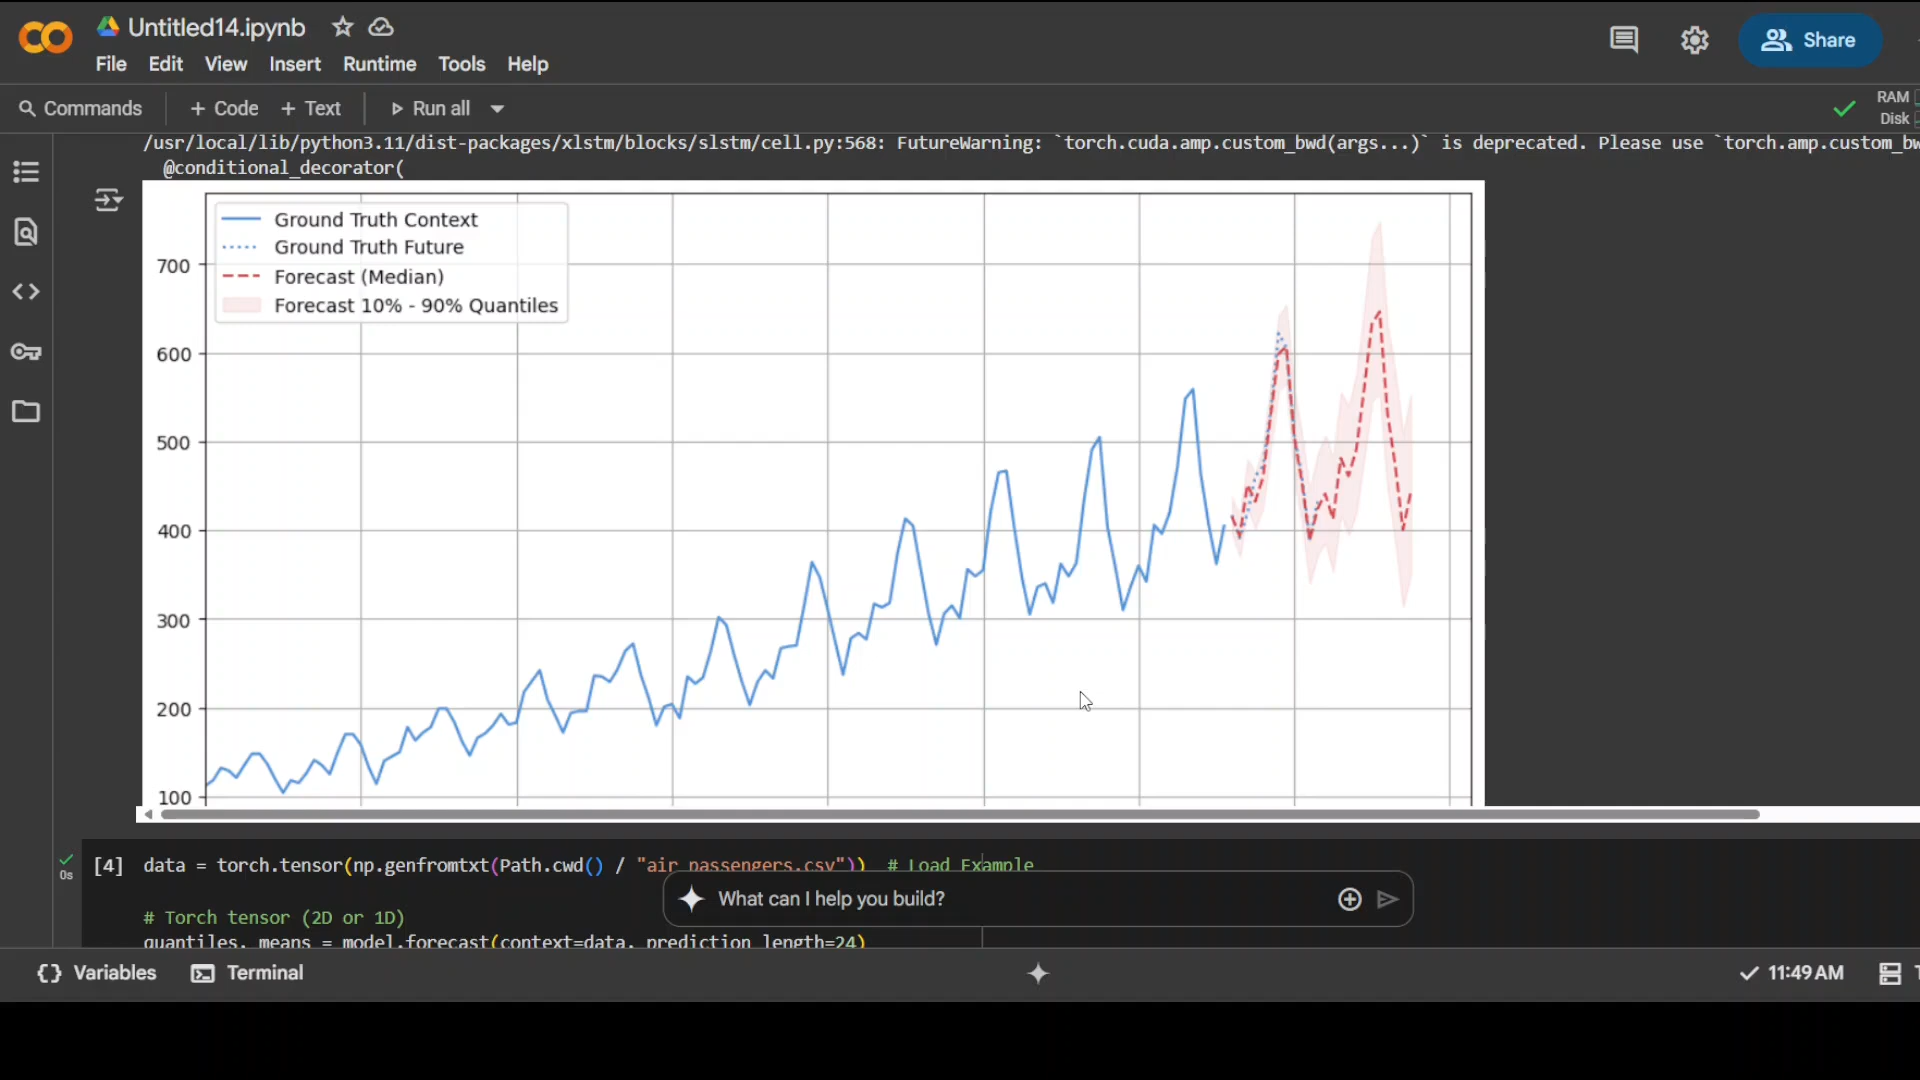 Untitled14.ipynb
File Edit View Insert Runtime Tools Help
Share
Commands + Code + Text Run all
RAM
Disk
/usr/local/lib/python3.11/dist-packages/xlstm/blocks/slstm/cell.py:568: FutureWarning: `torch.cuda.amp.custom_bwd(args...)` is deprecated. Please use `torch.amp.custom_bw
@conditional_decorator(
Ground Truth Context
Ground Truth Future
Forecast (Median)
Forecast 10% - 90% Quantiles
700
600
500
400
300
200
100
0s
[4] data = torch.tensor(np.genfromtxt(Path.cwd() / "air_passengers.csv")) # Load Example
What can I help you build?
# Torch tensor (2D or 1D)
quantiles, means = model.forecast(context=data, prediction_length=24)
{} Variables Terminal
11:49 AM